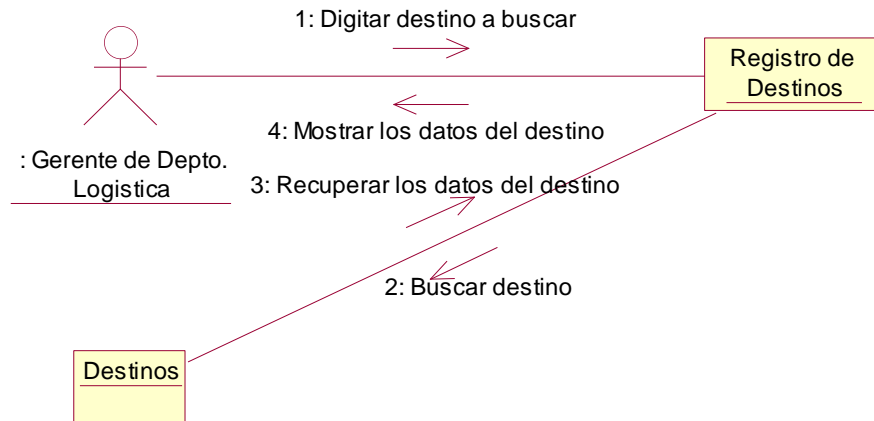 1: Digitar destino a buscar
Registro de
Destinos
4: Mostrar los datos del destino
: Gerente de Depto.
Logistica
3: Recuperar los datos del destino
2: Buscar destino
Destinos